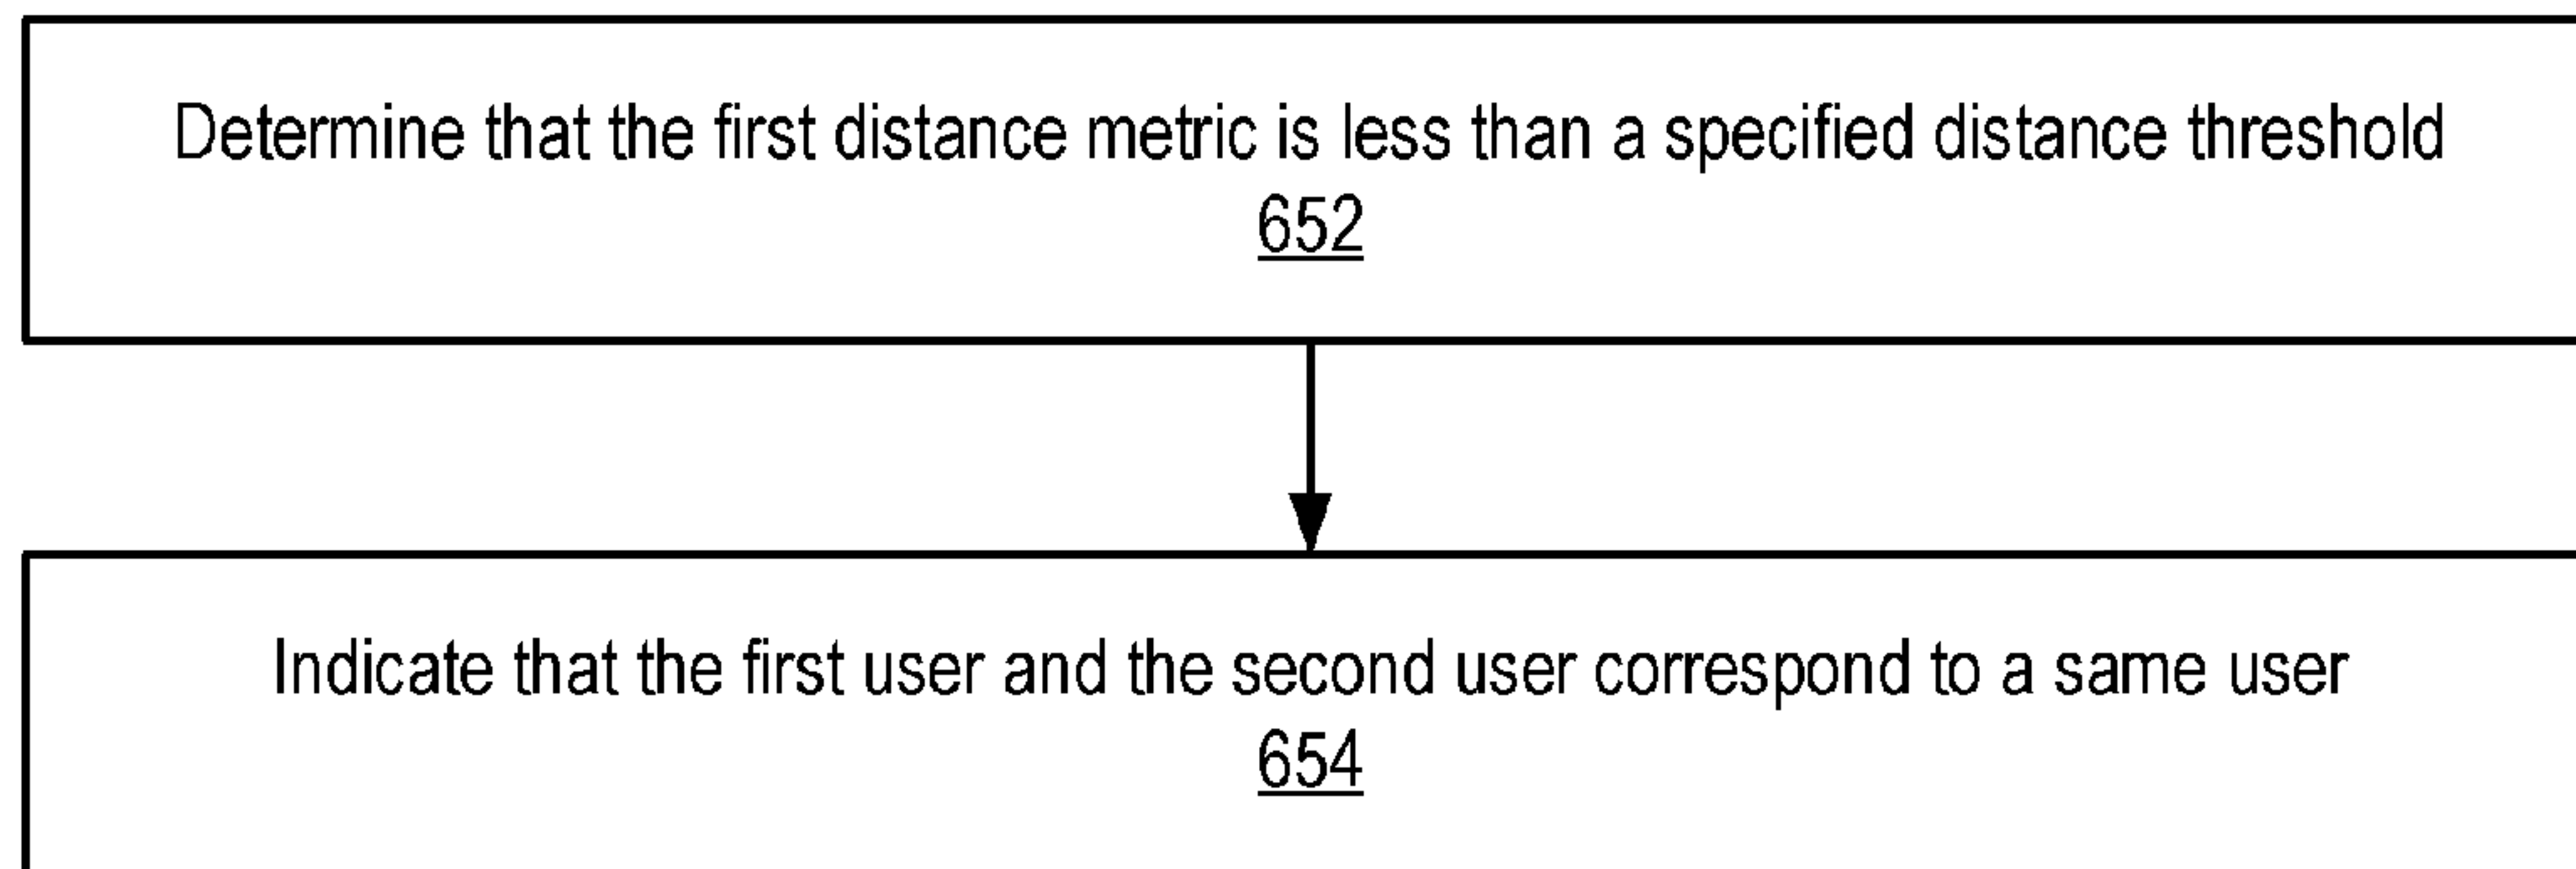 Determine that the first distance metric is less than a specified distance threshold
652
Indicate that the first user and the second user correspond to a same user
654